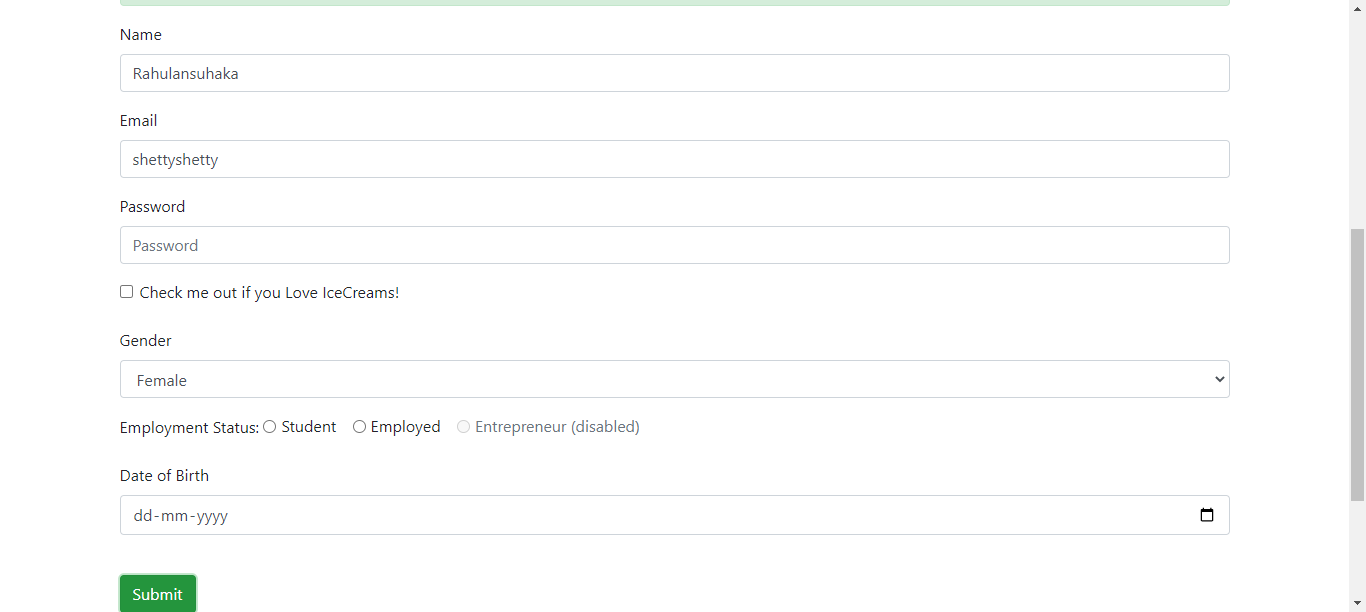 Name
Rahulansuhaka
Email
shettyshetty
Password
Password
Check me out if you Love IceCreams!
Gender
Female
Employment Status: Student Employed Entrepreneur (disabled)
Date of Birth
dd-mm-yyyy
Submit